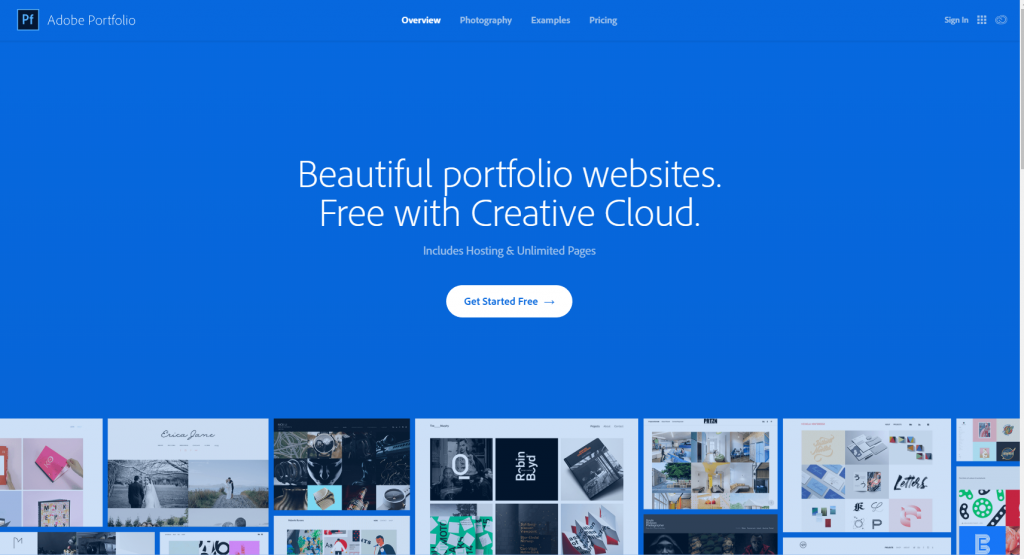 Pf Adobe Portfolio
Overview Photography Examples Pricing
Sign In
Beautiful portfolio websites.
Free with Creative Cloud.
Includes Hosting & Unlimited Pages
Get Started Free →
Erica Jane
Robin
Boyd
Letters